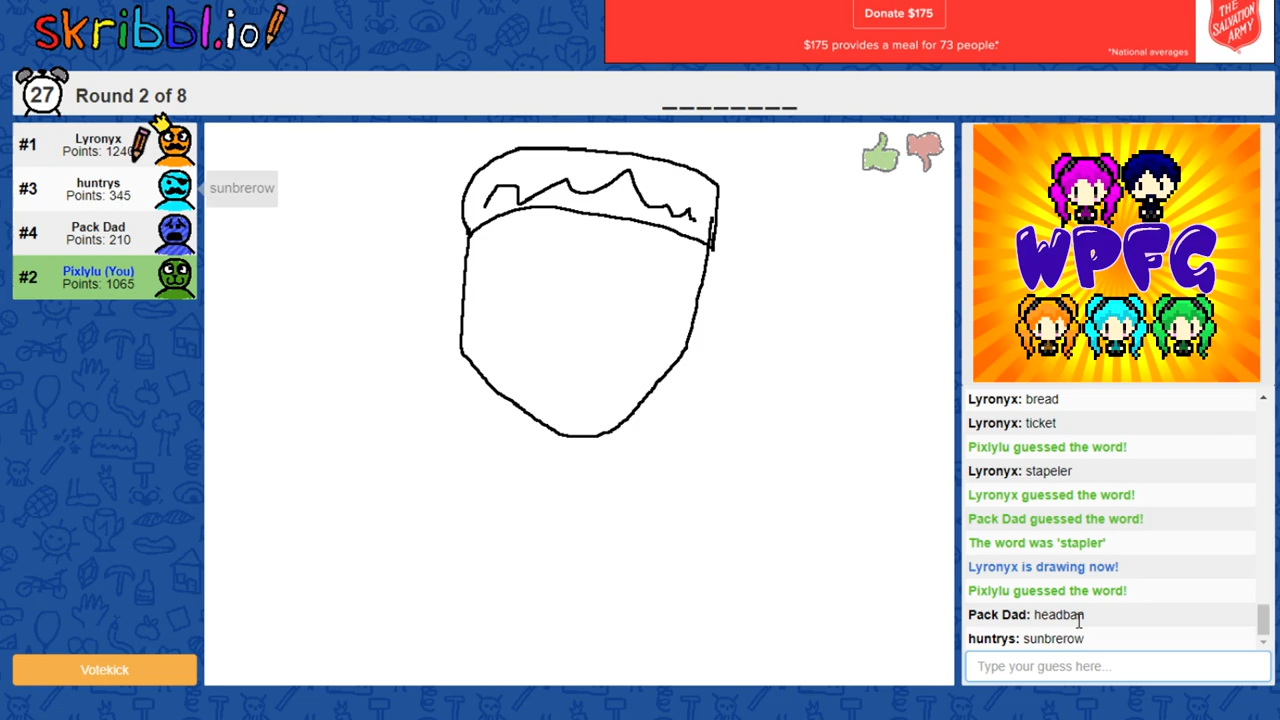 skribbl.io
Donate $175
$175 provides a meal for 73 people.*
*National averages
THE SALVATION ARMY
27
Round 2 of 8
________
#1
Lyronyx
Points: 1240
#3
huntrys
Points: 345
sunbrerow
#4
Pack Dad
Points: 210
#2
Pixlylu (You)
Points: 1065
WPFG
Lyronyx: bread
Lyronyx: ticket
Pixlylu guessed the word!
Lyronyx: stapeler
Lyronyx guessed the word!
Pack Dad guessed the word!
The word was 'stapler'
Lyronyx is drawing now!
Pixlylu guessed the word!
Pack Dad: headban
huntrys: sunbrerow
Type your guess here...
Votekick